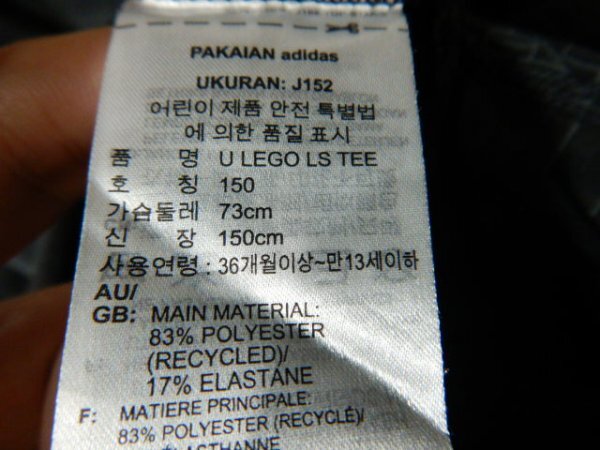 PAKAIAN adidas
UKURAN: J152
어린이 제품 안전 특별법
에 의한 품질 표시
품 명 U LEGO LS TEE
호 칭 150
가슴둘레 73cm
신 장 150cm
사용연령 : 36개월이상~만13세이하
AU/
GB: MAIN MATERIAL:
83% POLYESTER
(RECYCLED)/
17% ELASTANE
F: MATIERE PRINCIPALE:
83% POLYESTER (RECYCLÉ)/
ÉLASTHANNE